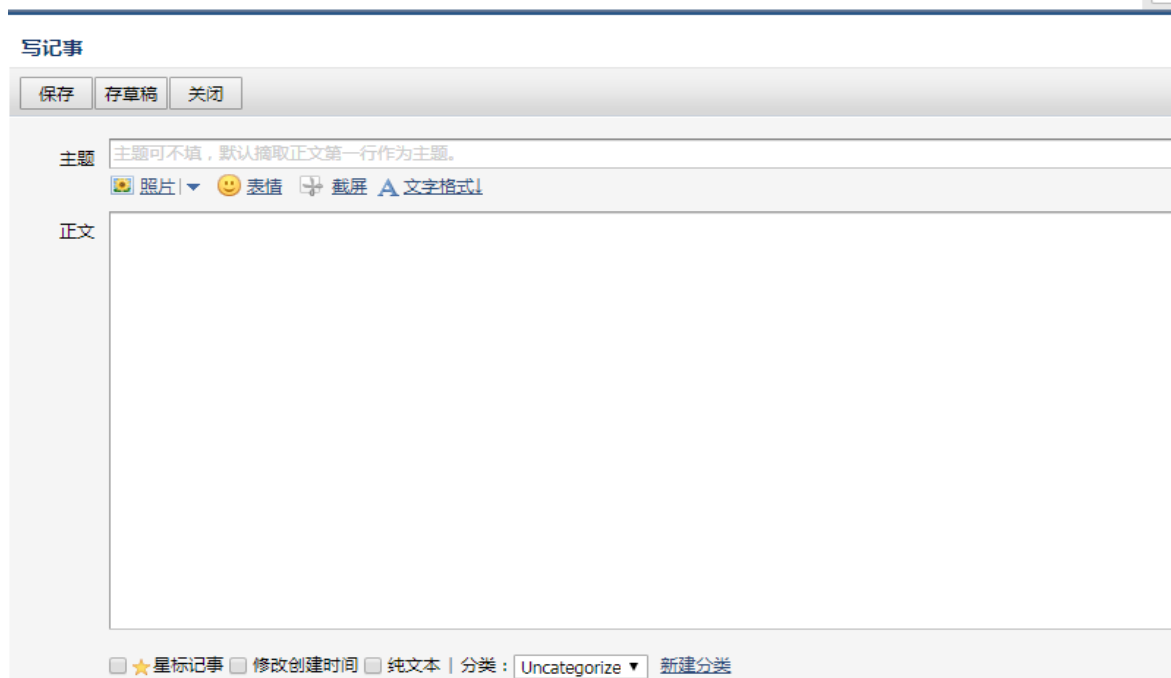 写记事
保存 存草稿 关闭
主题 主题可不填，默认摘取正文第一行作为主题。
照片 | 表情 截屏 A 文字格式↓
正文
星标记事 修改创建时间 纯文本 | 分类： Uncategorize 新建分类